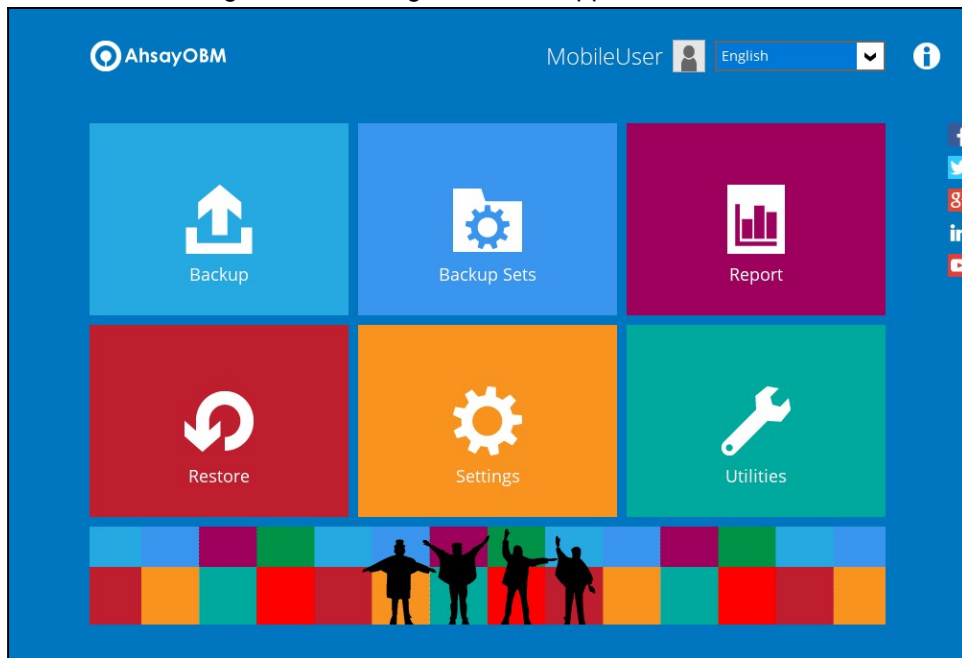 AhsayOBM
MobileUser
English
Backup
Backup Sets
Report
Restore
Settings
Utilities